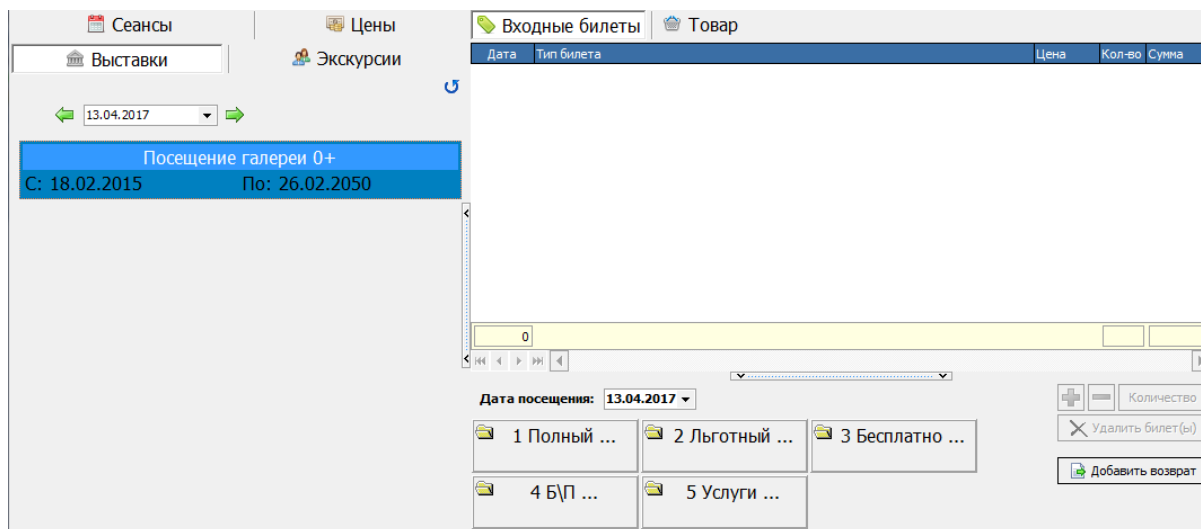 Сеансы
Цены
Выставки
Экскурсии
13.04.2017
Посещение галереи 0+
С: 18.02.2015 По: 26.02.2050
Входные билеты
Товар
Дата Тип билета Цена Кол-во Сумма
0
Дата посещения: 13.04.2017
Количество
Удалить билет(ы)
Добавить возврат
1 Полный ...
2 Льготный ...
3 Бесплатно ...
4 Б\П ...
5 Услуги ...